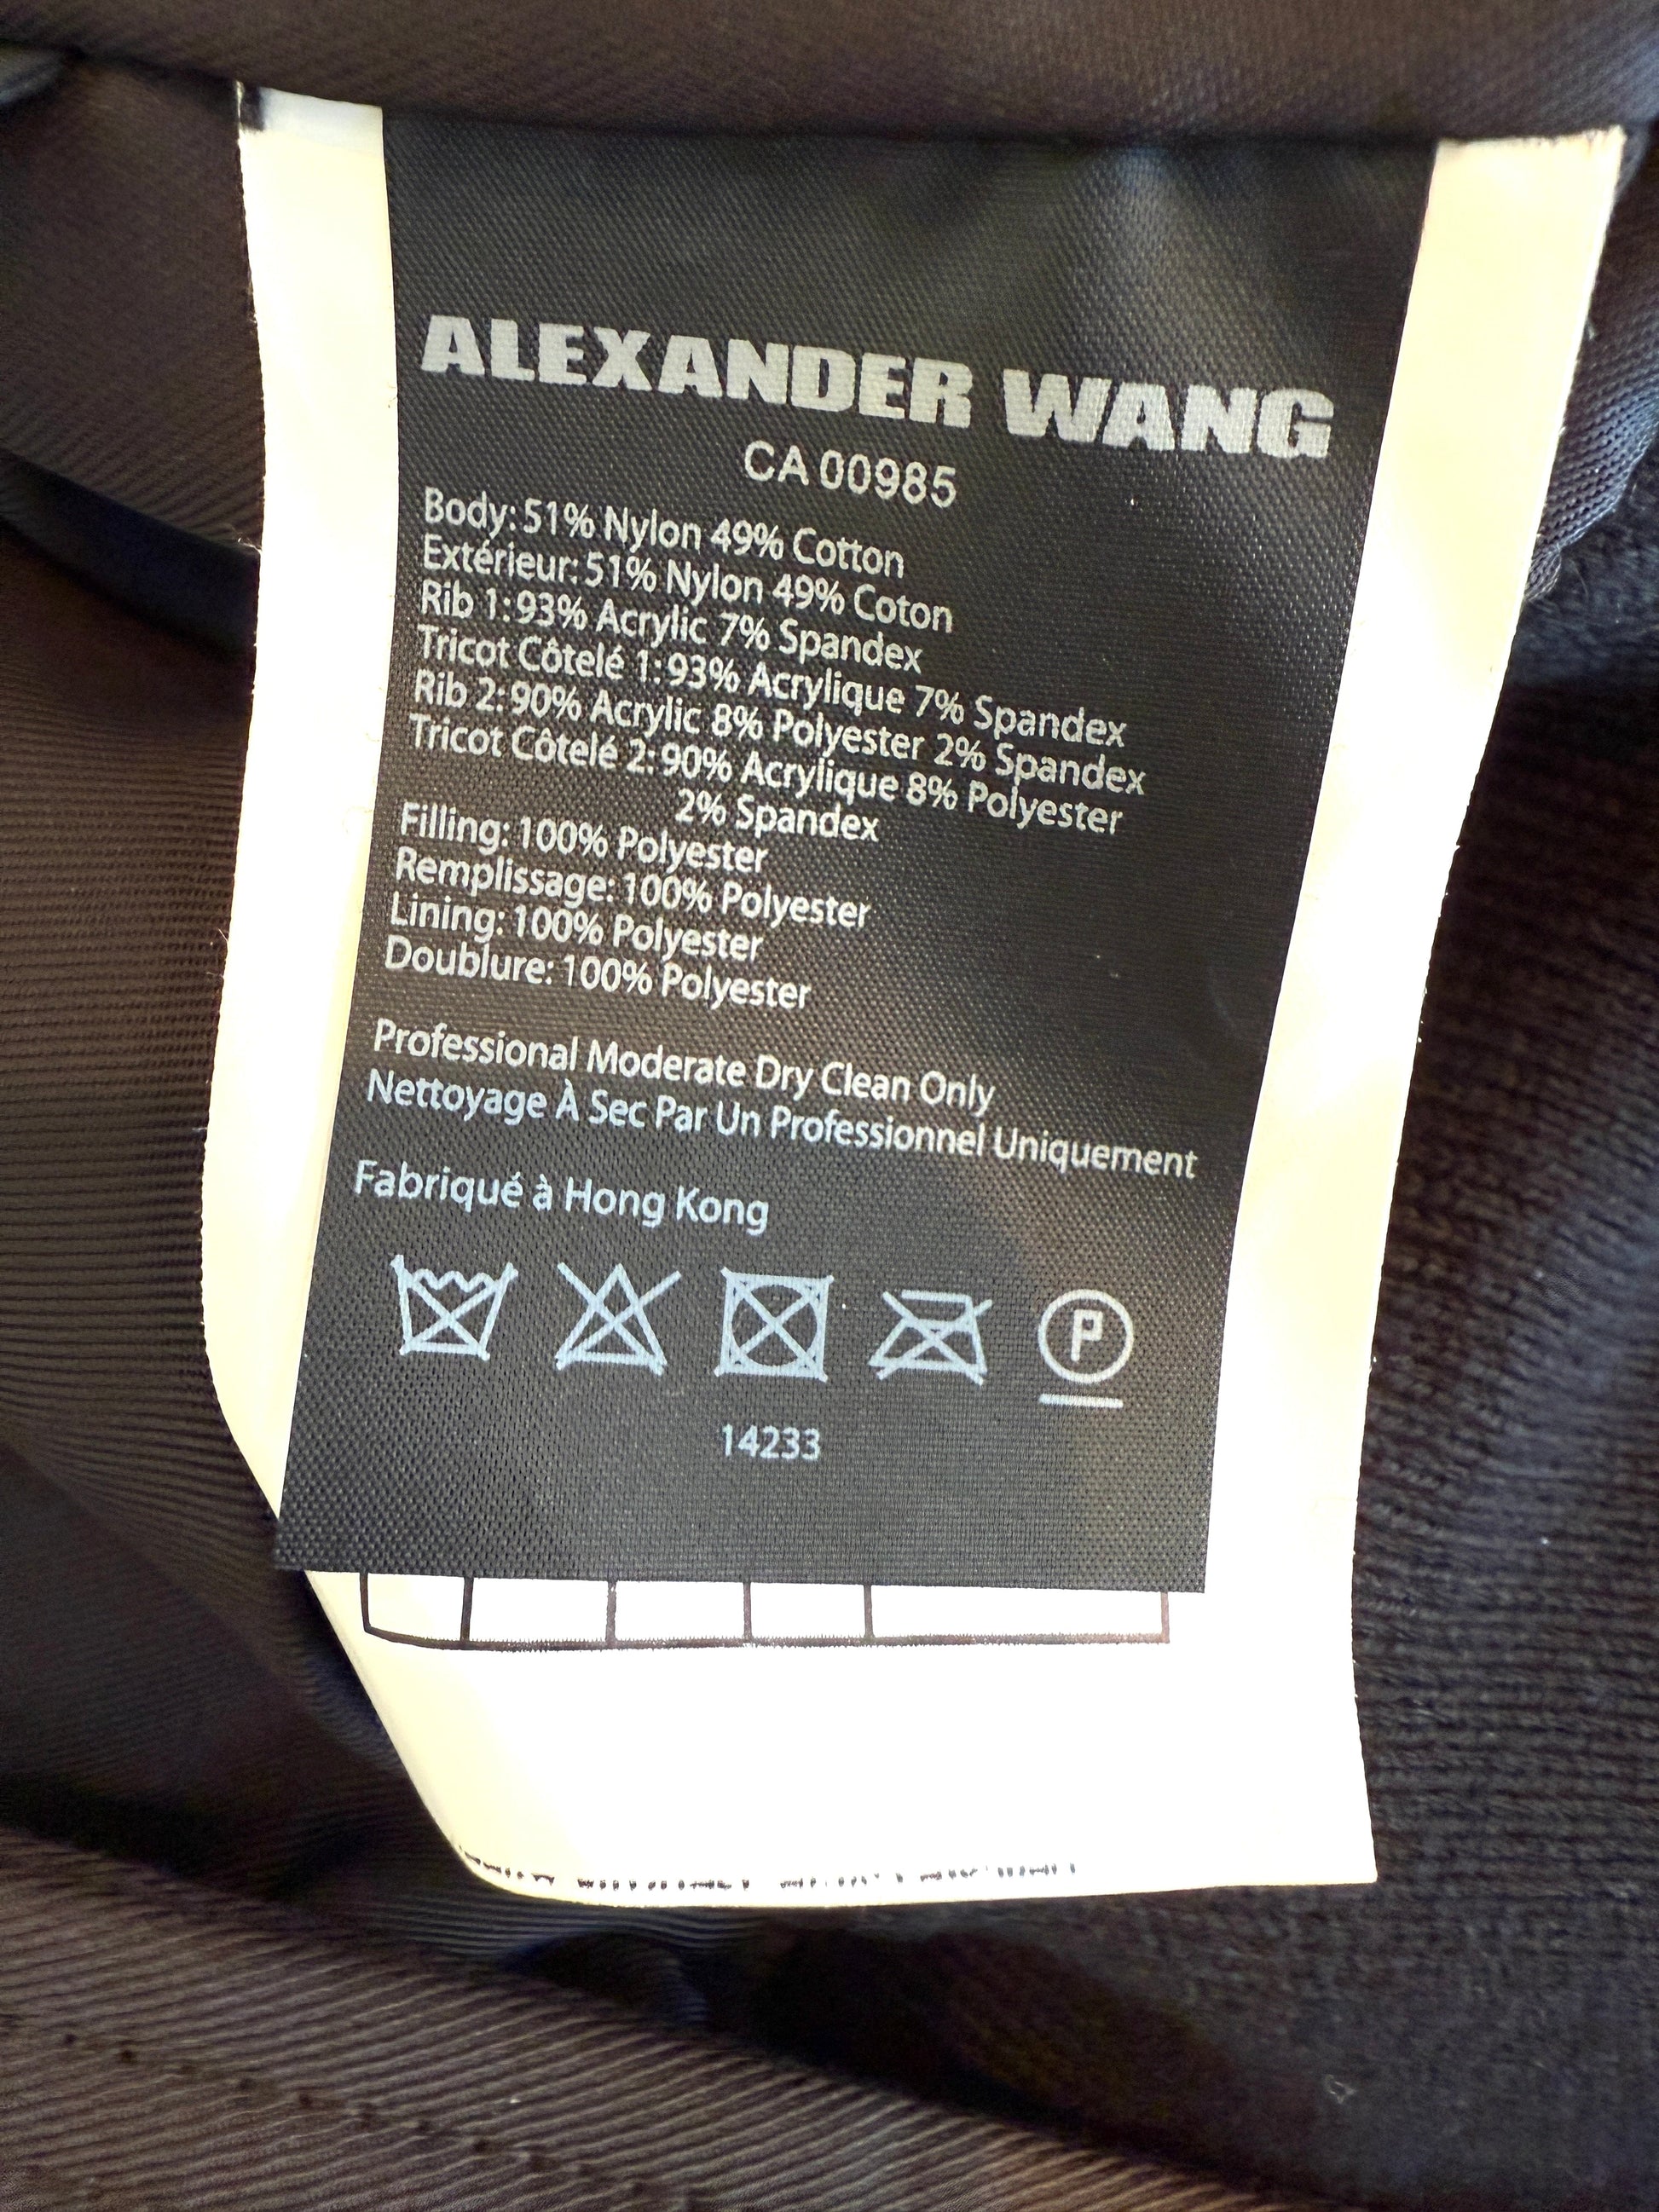 ALEXANDER WANG
CA 00985
Body: 51% Nylon 49% Cotton
Extérieur: 51% Nylon 49% Coton
Rib 1: 93% Acrylic 7% Spandex
Tricot Côtelé 1: 93% Acrylique 7% Spandex
Rib 2: 90% Acrylic 8% Polyester 2% Spandex
Tricot Côtelé 2: 90% Acrylique 8% Polyester
2% Spandex
Filling: 100% Polyester
Remplissage: 100% Polyester
Lining: 100% Polyester
Doublure: 100% Polyester
Professional Moderate Dry Clean Only
Nettoyage À Sec Par Un Professionnel Uniquement
Fabriqué à Hong Kong
P
14233